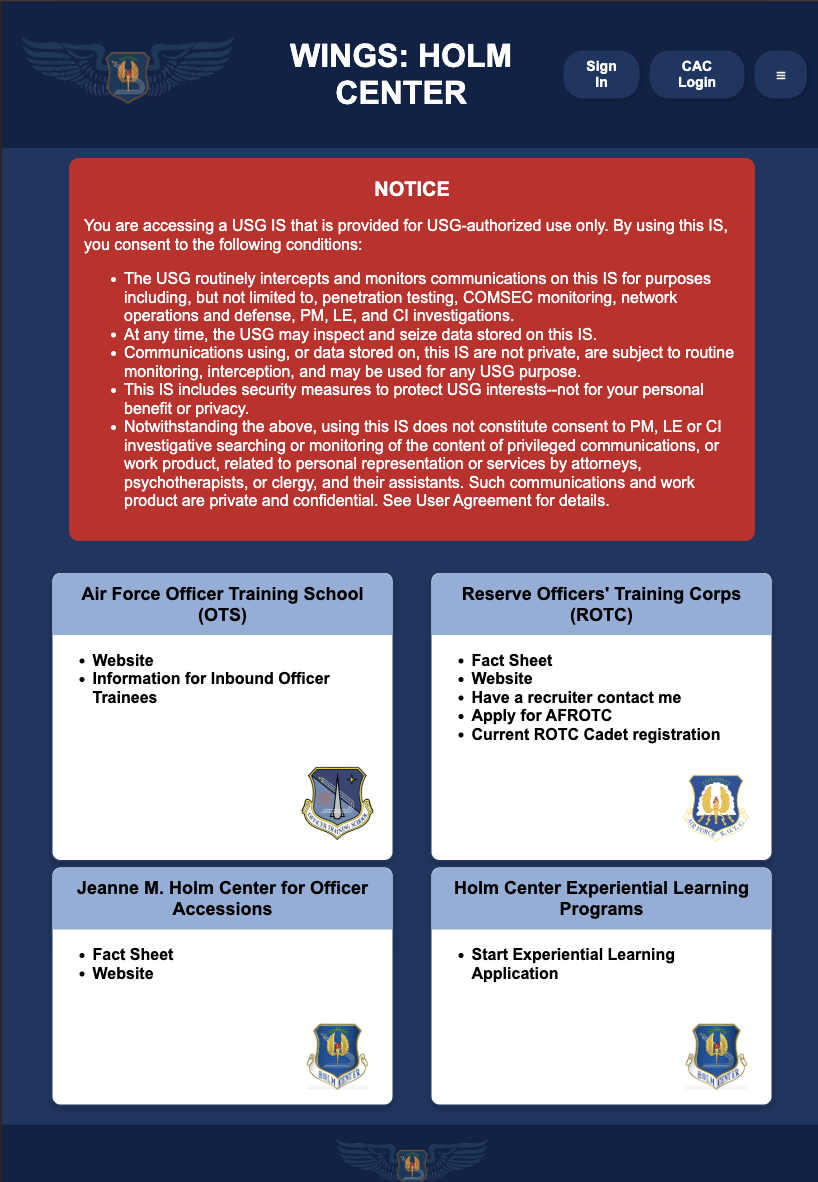 WINGS: HOLM
CENTER
Sign
In
CAC
Login
≡
NOTICE
You are accessing a USG IS that is provided for USG-authorized use only. By using this IS,
you consent to the following conditions:
• The USG routinely intercepts and monitors communications on this IS for purposes
including, but not limited to, penetration testing, COMSEC monitoring, network
operations and defense, PM, LE, and CI investigations.
• At any time, the USG may inspect and seize data stored on this IS.
• Communications using, or data stored on, this IS are not private, are subject to routine
monitoring, interception, and may be used for any USG purpose.
• This IS includes security measures to protect USG interests--not for your personal
benefit or privacy.
• Notwithstanding the above, using this IS does not constitute consent to PM, LE or CI
investigative searching or monitoring of the content of privileged communications, or
work product, related to personal representation or services by attorneys,
psychotherapists, or clergy, and their assistants. Such communications and work
product are private and confidential. See User Agreement for details.
Air Force Officer Training School
(OTS)
• Website
• Information for Inbound Officer
Trainees
OFFICER TRAINING SCHOOL
Reserve Officers' Training Corps
(ROTC)
• Fact Sheet
• Website
• Have a recruiter contact me
• Apply for AFROTC
• Current ROTC Cadet registration
AIR FORCE R.O.T.C.
Jeanne M. Holm Center for Officer
Accessions
• Fact Sheet
• Website
HOLM CENTER
Holm Center Experiential Learning
Programs
• Start Experiential Learning
Application
HOLM CENTER